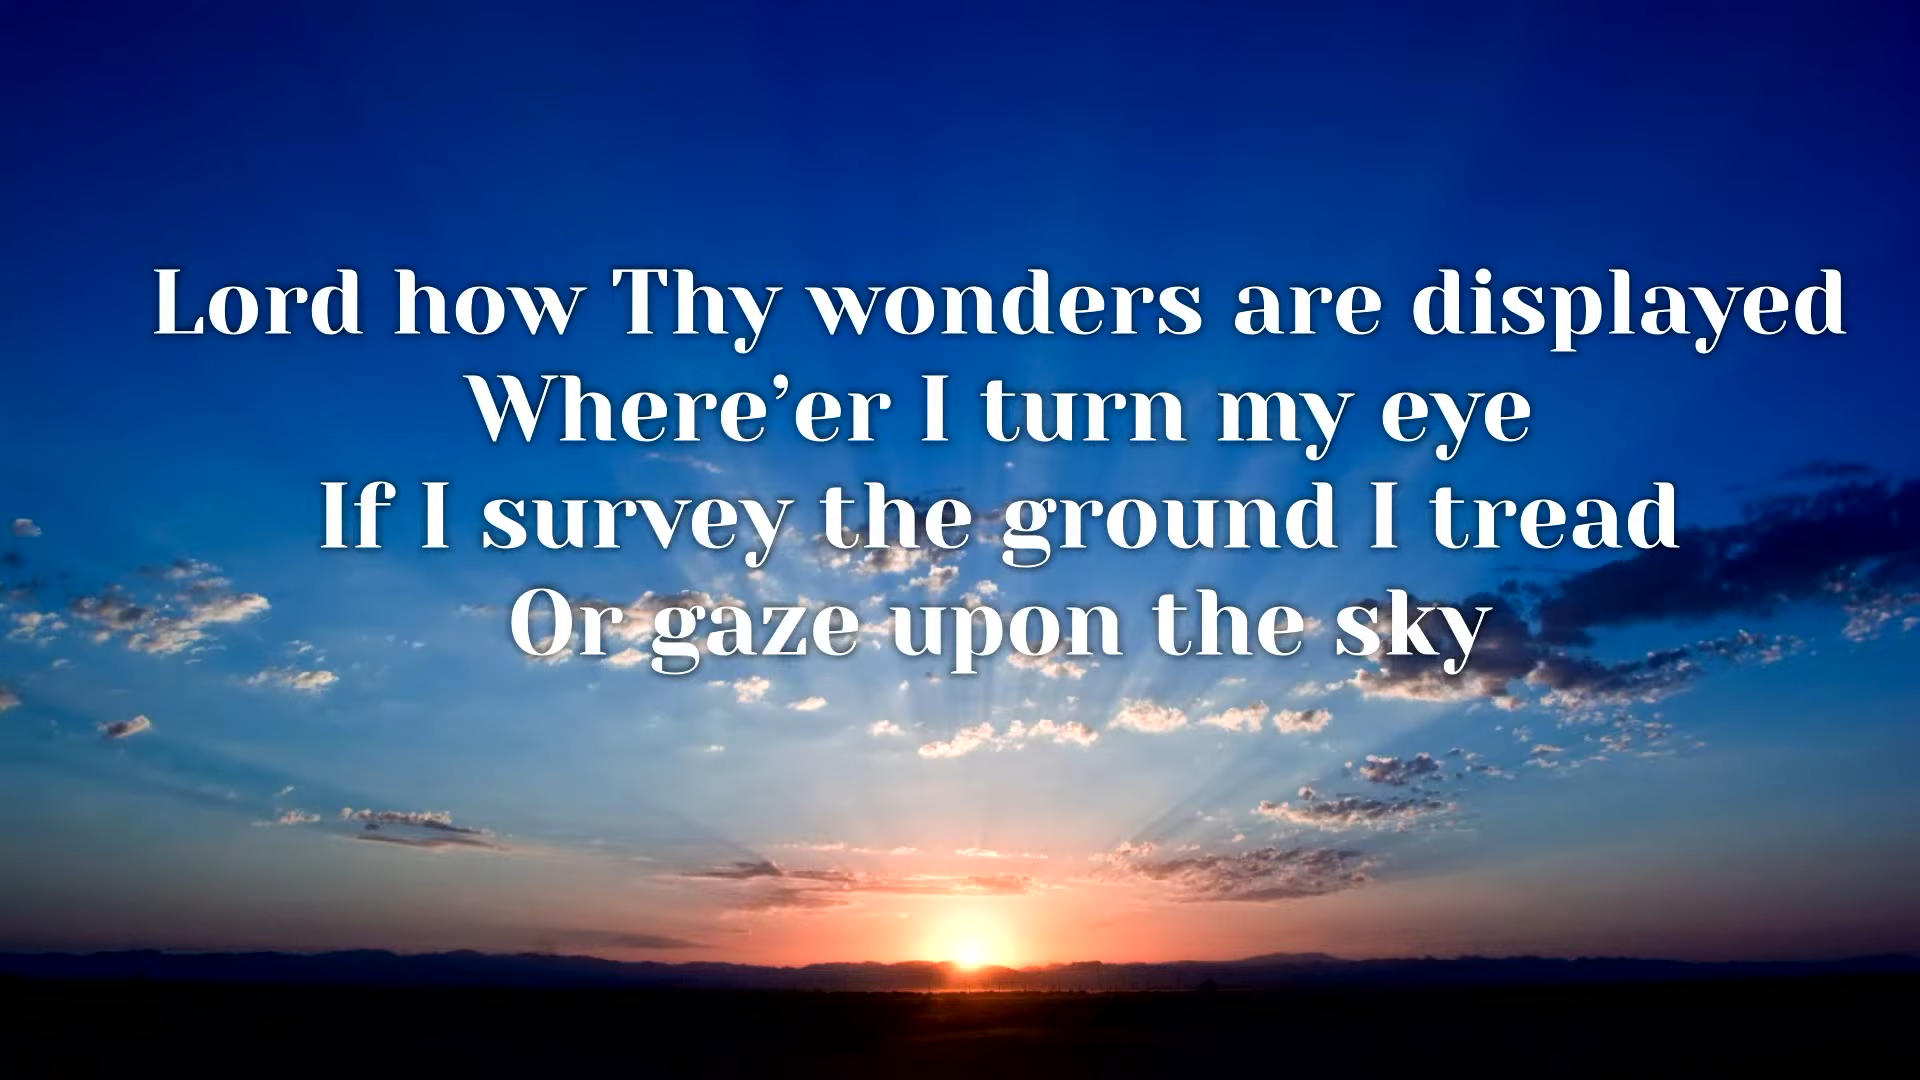 Lord how Thy wonders are displayed
Where’er I turn my eye
If I survey the ground I tread
Or gaze upon the sky